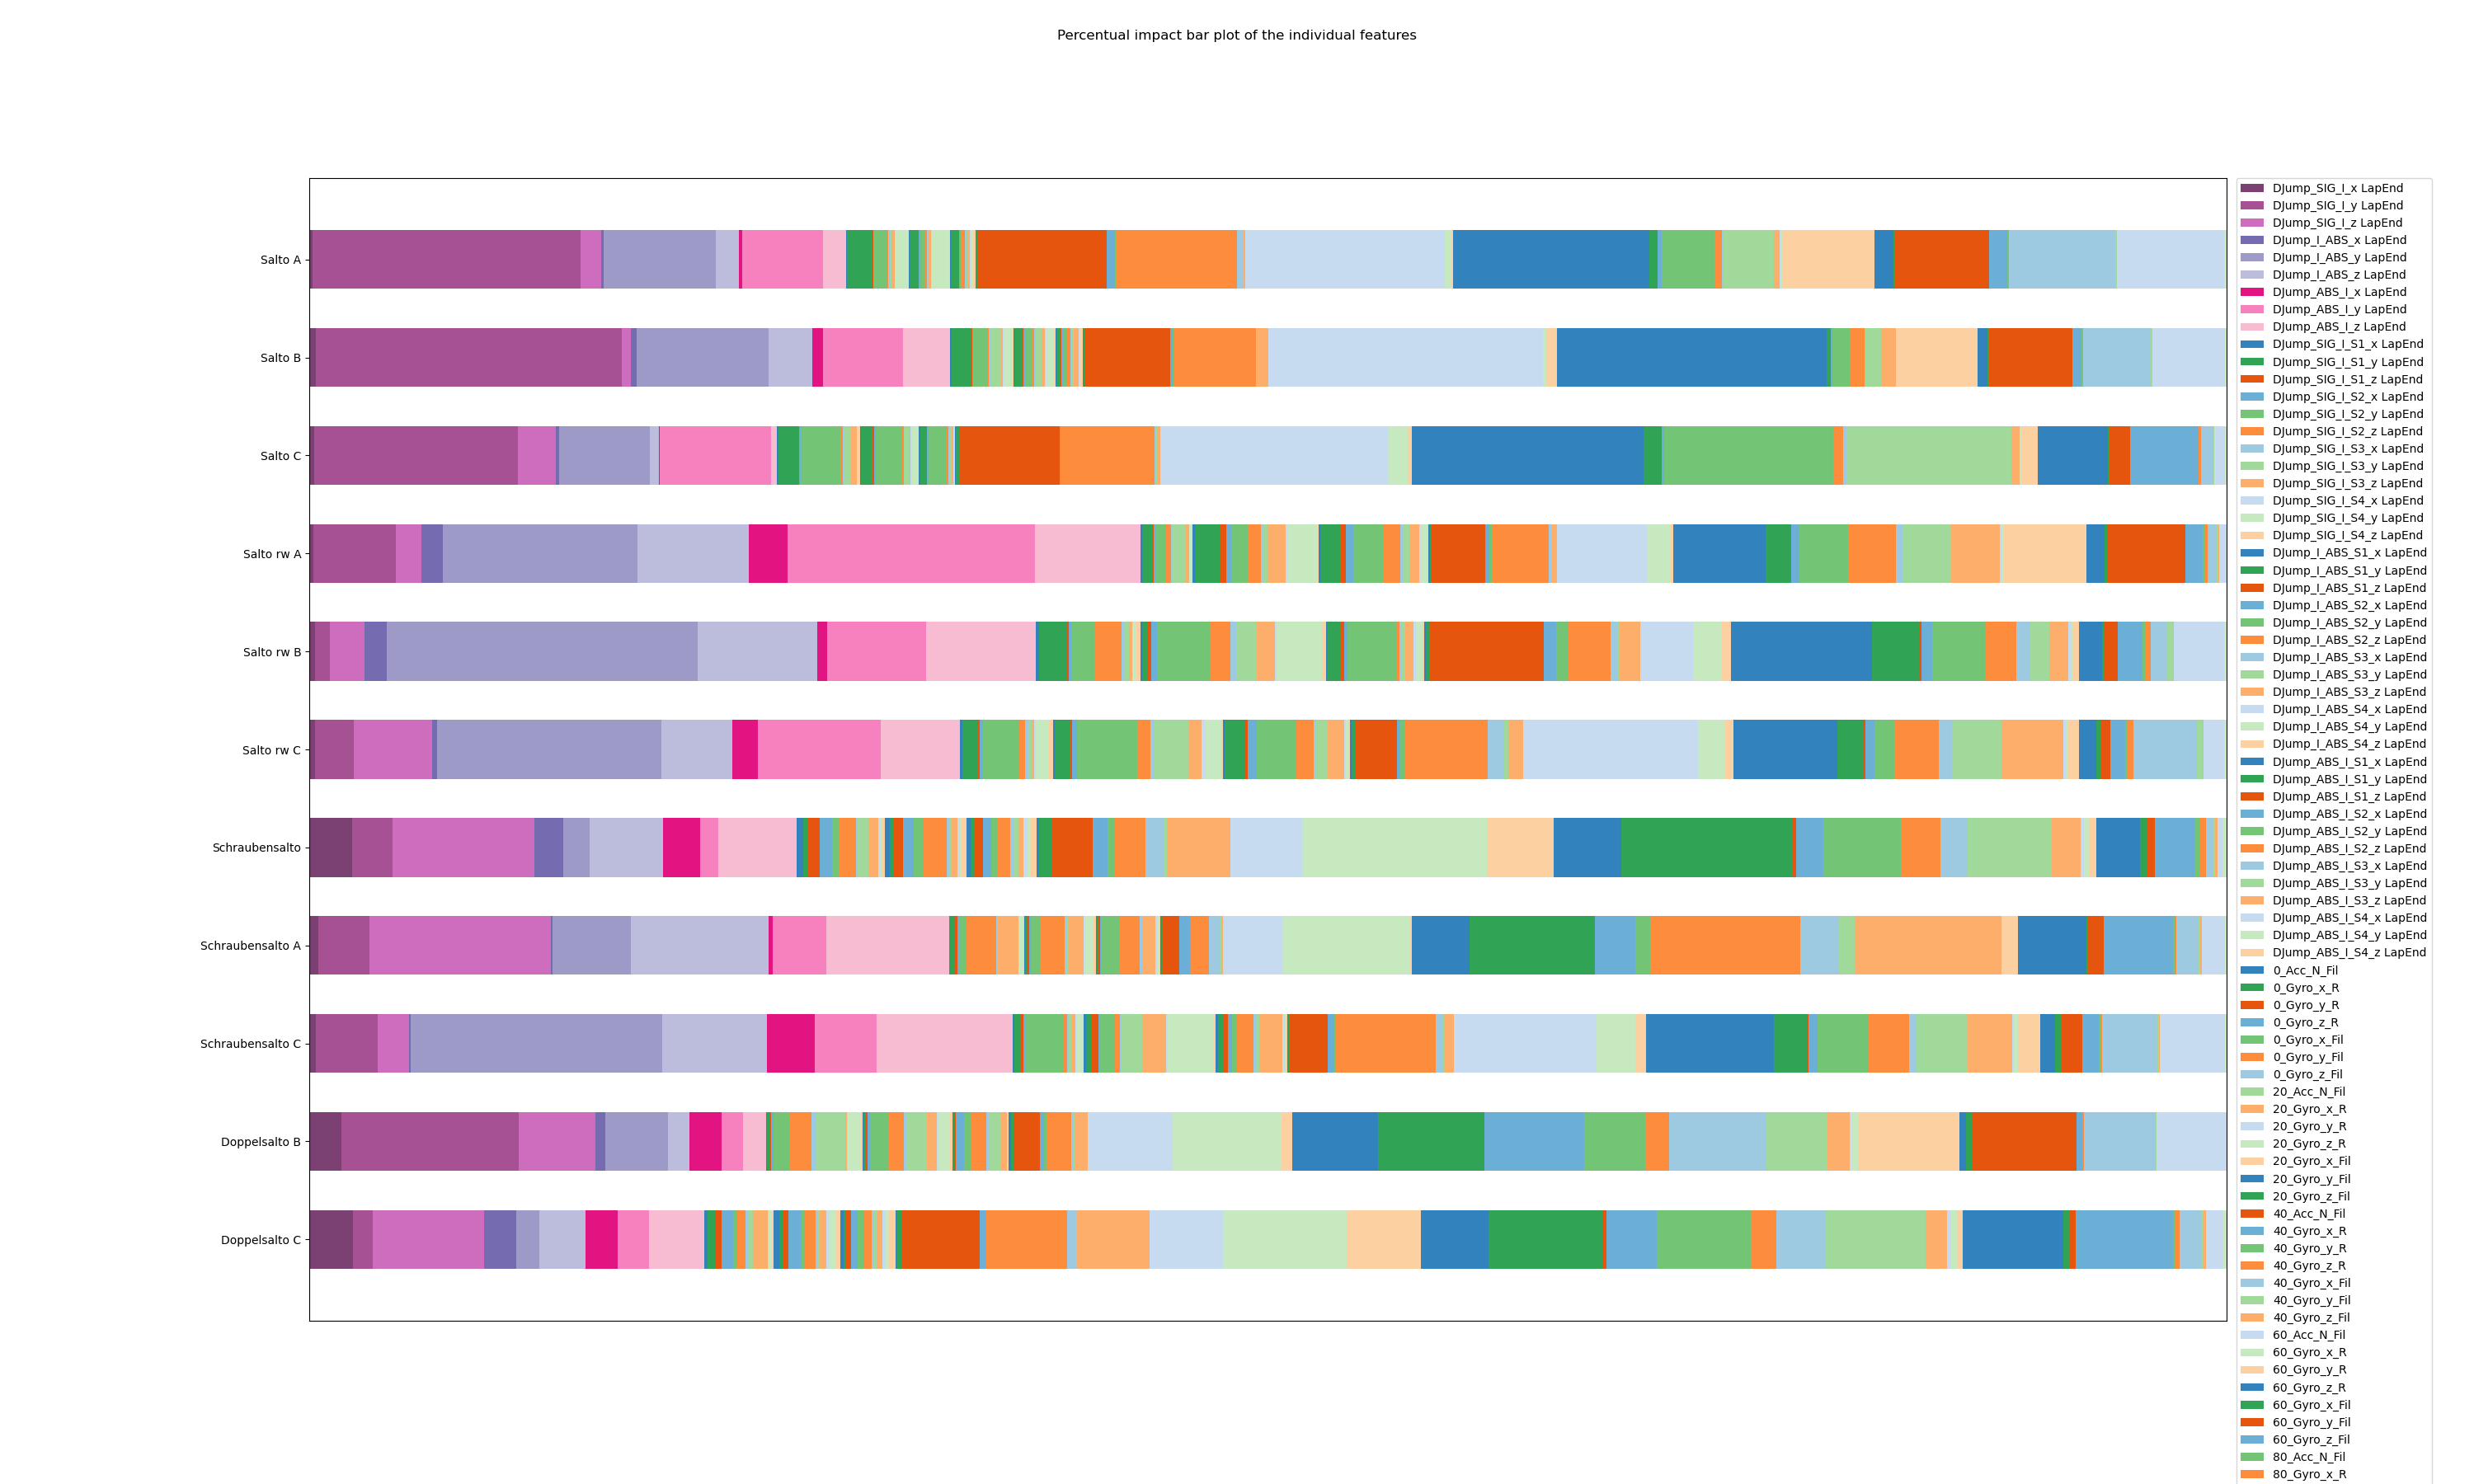 Percentual impact bar plot of the individual features
Salto A
Salto B
Salto C
Salto rw A
Salto rw B
Salto rw C
Schraubensalto
Schraubensalto A
Schraubensalto C
Doppelsalto B
Doppelsalto C
DJump_SIG_I_x LapEnd
DJump_SIG_I_y LapEnd
DJump_SIG_I_z LapEnd
DJump_I_ABS_x LapEnd
DJump_I_ABS_y LapEnd
DJump_I_ABS_z LapEnd
DJump_ABS_I_x LapEnd
DJump_ABS_I_y LapEnd
DJump_ABS_I_z LapEnd
DJump_SIG_I_S1_x LapEnd
DJump_SIG_I_S1_y LapEnd
DJump_SIG_I_S1_z LapEnd
DJump_SIG_I_S2_x LapEnd
DJump_SIG_I_S2_y LapEnd
DJump_SIG_I_S2_z LapEnd
DJump_SIG_I_S3_x LapEnd
DJump_SIG_I_S3_y LapEnd
DJump_SIG_I_S3_z LapEnd
DJump_SIG_I_S4_x LapEnd
DJump_SIG_I_S4_y LapEnd
DJump_SIG_I_S4_z LapEnd
DJump_I_ABS_S1_x LapEnd
DJump_I_ABS_S1_y LapEnd
DJump_I_ABS_S1_z LapEnd
DJump_I_ABS_S2_x LapEnd
DJump_I_ABS_S2_y LapEnd
DJump_I_ABS_S2_z LapEnd
DJump_I_ABS_S3_x LapEnd
DJump_I_ABS_S3_y LapEnd
DJump_I_ABS_S3_z LapEnd
DJump_I_ABS_S4_x LapEnd
DJump_I_ABS_S4_y LapEnd
DJump_I_ABS_S4_z LapEnd
DJump_ABS_I_S1_x LapEnd
DJump_ABS_I_S1_y LapEnd
DJump_ABS_I_S1_z LapEnd
DJump_ABS_I_S2_x LapEnd
DJump_ABS_I_S2_y LapEnd
DJump_ABS_I_S2_z LapEnd
DJump_ABS_I_S3_x LapEnd
DJump_ABS_I_S3_y LapEnd
DJump_ABS_I_S3_z LapEnd
DJump_ABS_I_S4_x LapEnd
DJump_ABS_I_S4_y LapEnd
DJump_ABS_I_S4_z LapEnd
0_Acc_N_Fil
0_Gyro_x_R
0_Gyro_y_R
0_Gyro_z_R
0_Gyro_x_Fil
0_Gyro_y_Fil
0_Gyro_z_Fil
20_Acc_N_Fil
20_Gyro_x_R
20_Gyro_y_R
20_Gyro_z_R
20_Gyro_x_Fil
20_Gyro_y_Fil
20_Gyro_z_Fil
40_Acc_N_Fil
40_Gyro_x_R
40_Gyro_y_R
40_Gyro_z_R
40_Gyro_x_Fil
40_Gyro_y_Fil
40_Gyro_z_Fil
60_Acc_N_Fil
60_Gyro_x_R
60_Gyro_y_R
60_Gyro_z_R
60_Gyro_x_Fil
60_Gyro_y_Fil
60_Gyro_z_Fil
80_Acc_N_Fil
80_Gyro_x_R